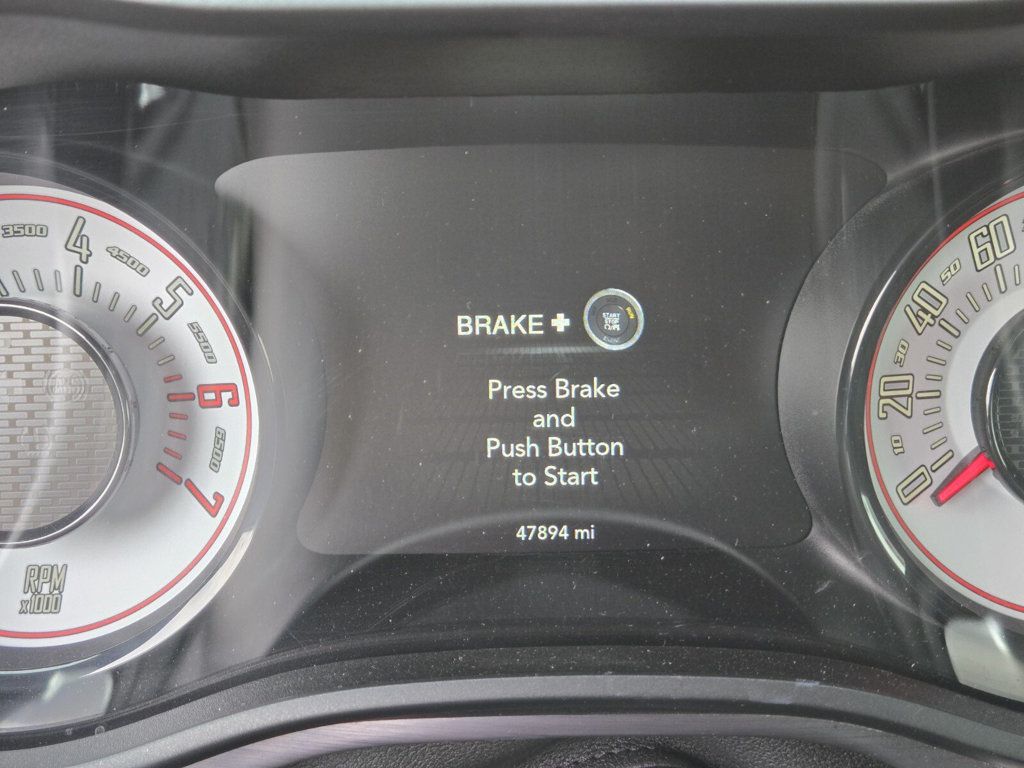 3500
4
4500
5
5500
6
6500
7
RPM
x1000
BRAKE +
START
STOP
Press Brake
and
Push Button
to Start
47894 mi
60
50
40
30
20
10
0